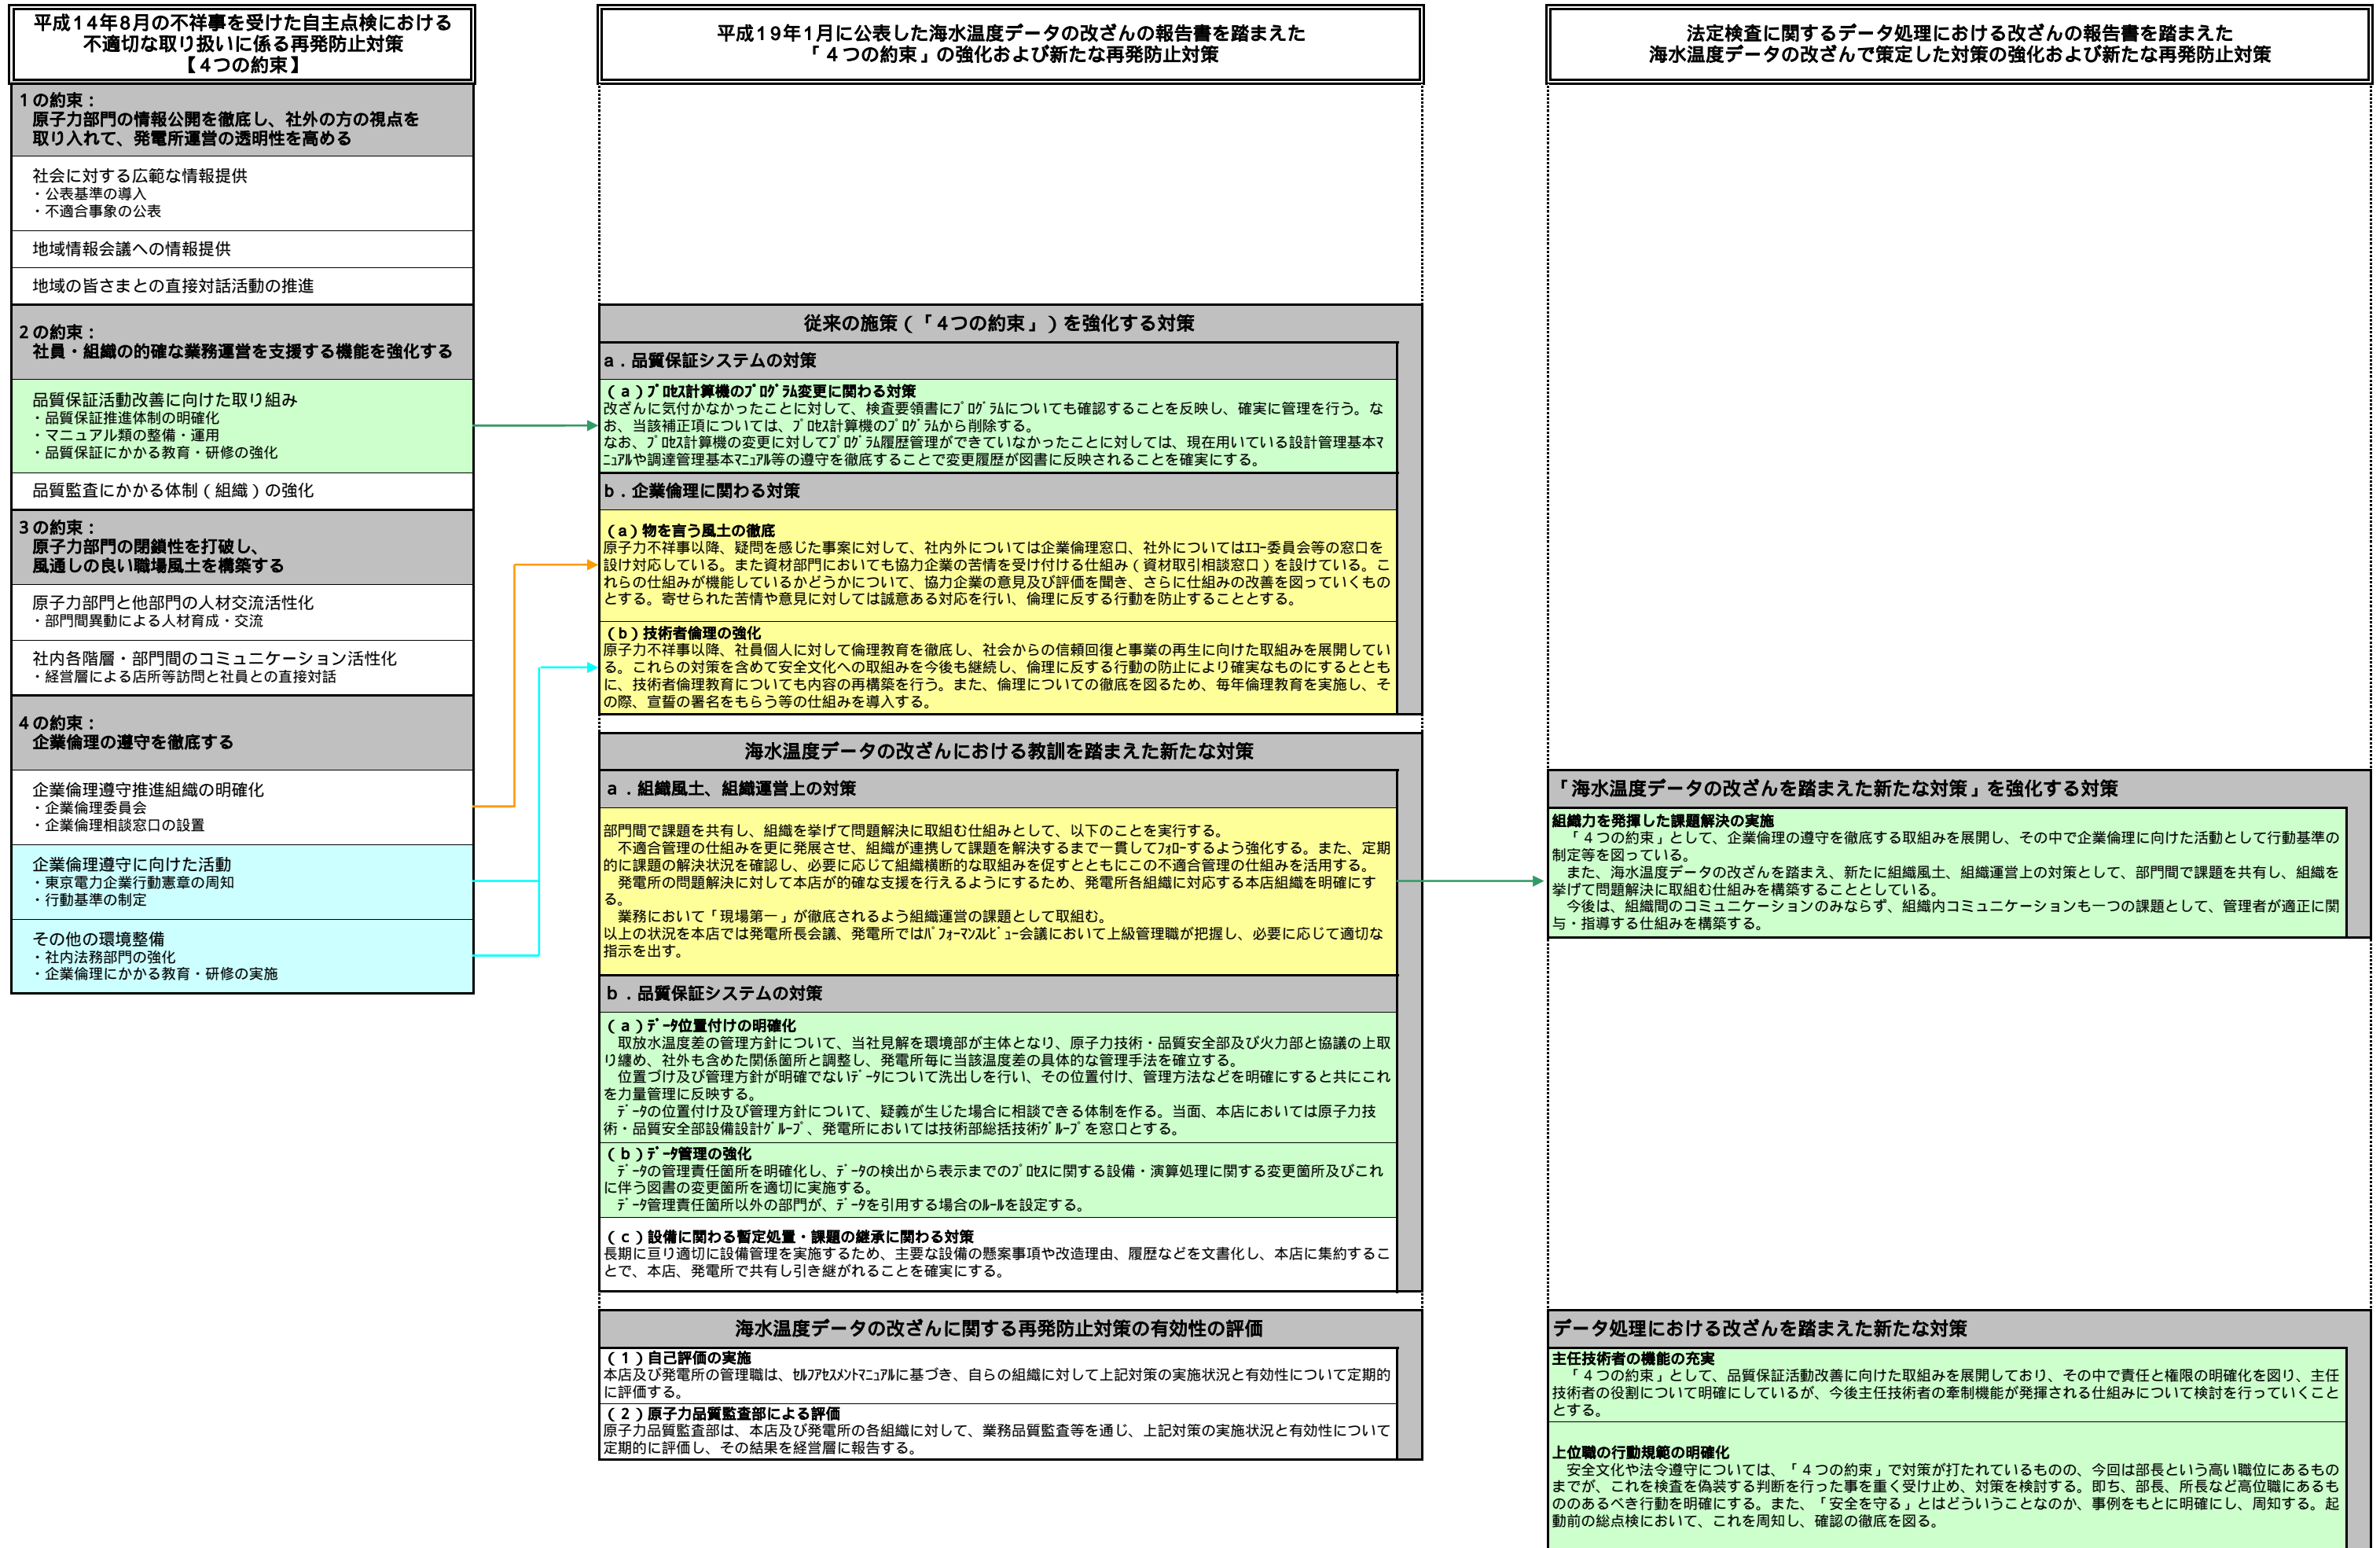 平成14年8月の不祥事を受けた自主点検における
不適切な取り扱いに係る再発防止対策
【4つの約束】
1の約束：
原子力部門の情報公開を徹底し、社外の方の視点を
取り入れて、発電所運営の透明性を高める
社会に対する広範な情報提供
・公表基準の導入
・不適合事象の公表
地域情報会議への情報提供
地域の皆さまとの直接対話活動の推進
2の約束：
社員・組織の的確な業務運営を支援する機能を強化する
品質保証活動改善に向けた取り組み
・品質保証推進体制の明確化
・マニュアル類の整備・運用
・品質保証にかかる教育・研修の強化
品質監査にかかる体制（組織）の強化
3の約束：
原子力部門の閉鎖性を打破し、
風通しの良い職場風土を構築する
原子力部門と他部門の人材交流活性化
・部門間異動による人材育成・交流
社内各階層・部門間のコミュニケーション活性化
・経営層による店所等訪問と社員との直接対話
4の約束：
企業倫理の遵守を徹底する
企業倫理遵守推進組織の明確化
・企業倫理委員会
・企業倫理相談窓口の設置
企業倫理遵守に向けた活動
・東京電力企業行動憲章の周知
・行動基準の制定
その他の環境整備
・社内法務部門の強化
・企業倫理にかかる教育・研修の実施
平成19年1月に公表した海水温度データの改ざんの報告書を踏まえた
「4つの約束」の強化および新たな再発防止対策
従来の施策（「4つの約束」）を強化する対策
a．品質保証システムの対策
（a）ﾌﾟﾛｾｽ計算機のﾌﾟﾛｸﾞﾗﾑ変更に関わる対策
改ざんに気付かなかったことに対して、検査要領書にﾌﾟﾛｸﾞﾗﾑについても確認することを反映し、確実に管理を行う。な
お、当該補正項については、ﾌﾟﾛｾｽ計算機のﾌﾟﾛｸﾞﾗﾑから削除する。
なお、ﾌﾟﾛｾｽ計算機の変更に対してﾌﾟﾛｸﾞﾗﾑ履歴管理ができていなかったことに対しては、現在用いている設計管理基本ﾏ
ﾆｭｱﾙや調達管理基本ﾏﾆｭｱﾙ等の遵守を徹底することで変更履歴が図書に反映されることを確実にする。
b．企業倫理に関わる対策
（a）物を言う風土の徹底
原子力不祥事以降、疑問を感じた事案に対して、社内外については企業倫理窓口、社外についてはｴｺｰ委員会等の窓口を
設け対応している。また資材部門においても協力企業の苦情を受け付ける仕組み（資材取引相談窓口）を設けている。こ
れらの仕組みが機能しているかどうかについて、協力企業の意見及び評価を聞き、さらに仕組みの改善を図っていくもの
とする。寄せられた苦情や意見に対しては誠意ある対応を行い、倫理に反する行動を防止することとする。
（b）技術者倫理の強化
原子力不祥事以降、社員個人に対して倫理教育を徹底し、社会からの信頼回復と事業の再生に向けた取組みを展開してい
る。これらの対策を含めて安全文化への取組みを今後も継続し、倫理に反する行動の防止により確実なものにするととも
に、技術者倫理教育についても内容の再構築を行う。また、倫理についての徹底を図るため、毎年倫理教育を実施し、そ
の際、宣誓の署名をもらう等の仕組みを導入する。
海水温度データの改ざんにおける教訓を踏まえた新たな対策
a．組織風土、組織運営上の対策
部門間で課題を共有し、組織を挙げて問題解決に取組む仕組みとして、以下のことを実行する。
不適合管理の仕組みを更に発展させ、組織が連携して課題を解決するまで一貫してﾌｫﾛｰするよう強化する。また、定期
的に課題の解決状況を確認し、必要に応じて組織横断的な取組みを促すとともにこの不適合管理の仕組みを活用する。
発電所の問題解決に対して本店が的確な支援を行えるようにするため、発電所各組織に対応する本店組織を明確にす
る。
業務において「現場第一」が徹底されるよう組織運営の課題として取組む。
以上の状況を本店では発電所長会議、発電所ではﾊﾟﾌｫｰﾏﾝｽﾚﾋﾞｭｰ会議において上級管理職が把握し、必要に応じて適切な
指示を出す。
b．品質保証システムの対策
（a）ﾃﾞｰﾀ位置付けの明確化
取放水温度差の管理方針について、当社見解を環境部が主体となり、原子力技術・品質安全部及び火力部と協議の上取
り纏め、社外も含めた関係箇所と調整し、発電所毎に当該温度差の具体的な管理手法を確立する。
位置づけ及び管理方針が明確でないﾃﾞｰﾀについて洗出しを行い、その位置付け、管理方法などを明確にすると共にこれ
を力量管理に反映する。
ﾃﾞｰﾀの位置付け及び管理方針について、疑義が生じた場合に相談できる体制を作る。当面、本店においては原子力技
術・品質安全部設備設計ｸﾞﾙｰﾌﾟ、発電所においては技術部総括技術ｸﾞﾙｰﾌﾟを窓口とする。
（b）ﾃﾞｰﾀ管理の強化
ﾃﾞｰﾀの管理責任箇所を明確化し、ﾃﾞｰﾀの検出から表示までのﾌﾟﾛｾｽに関する設備・演算処理に関する変更箇所及びこれ
に伴う図書の変更箇所を適切に実施する。
ﾃﾞｰﾀ管理責任箇所以外の部門が、ﾃﾞｰﾀを引用する場合のﾙｰﾙを設定する。
（c）設備に関わる暫定処置・課題の継承に関わる対策
長期に亘り適切に設備管理を実施するため、主要な設備の懸案事項や改造理由、履歴などを文書化し、本店に集約するこ
とで、本店、発電所で共有し引き継がれることを確実にする。
海水温度データの改ざんに関する再発防止対策の有効性の評価
（1）自己評価の実施
本店及び発電所の管理職は、ｾﾙﾌｱｾｽﾒﾝﾄﾏﾆｭｱﾙに基づき、自らの組織に対して上記対策の実施状況と有効性について定期的
に評価する。
（2）原子力品質監査部による評価
原子力品質監査部は、本店及び発電所の各組織に対して、業務品質監査等を通じ、上記対策の実施状況と有効性について
定期的に評価し、その結果を経営層に報告する。
法定検査に関するデータ処理における改ざんの報告書を踏まえた
海水温度データの改ざんで策定した対策の強化および新たな再発防止対策
「海水温度データの改ざんを踏まえた新たな対策」を強化する対策
組織力を発揮した課題解決の実施
「4つの約束」として、企業倫理の遵守を徹底する取組みを展開し、その中で企業倫理に向けた活動として行動基準の
制定等を図っている。
また、海水温度データの改ざんを踏まえ、新たに組織風土、組織運営上の対策として、部門間で課題を共有し、組織を
挙げて問題解決に取組む仕組みを構築することとしている。
今後は、組織間のコミュニケーションのみならず、組織内コミュニケーションも一つの課題として、管理者が適正に関
与・指導する仕組みを構築する。
データ処理における改ざんを踏まえた新たな対策
主任技術者の機能の充実
「4つの約束」として、品質保証活動改善に向けた取組みを展開しており、その中で責任と権限の明確化を図り、主任
技術者の役割について明確にしているが、今後主任技術者の牽制機能が発揮される仕組みについて検討を行っていくこと
とする。
上位職の行動規範の明確化
安全文化や法令遵守については、「4つの約束」で対策が打たれているものの、今回は部長という高い職位にあるもの
までが、これを検査を偽装する判断を行った事を重く受け止め、対策を検討する。即ち、部長、所長など高位職にあるも
ののあるべき行動を明確にする。また、「安全を守る」とはどういうことなのか、事例をもとに明確にし、周知する。起
動前の総点検において、これを周知し、確認の徹底を図る。